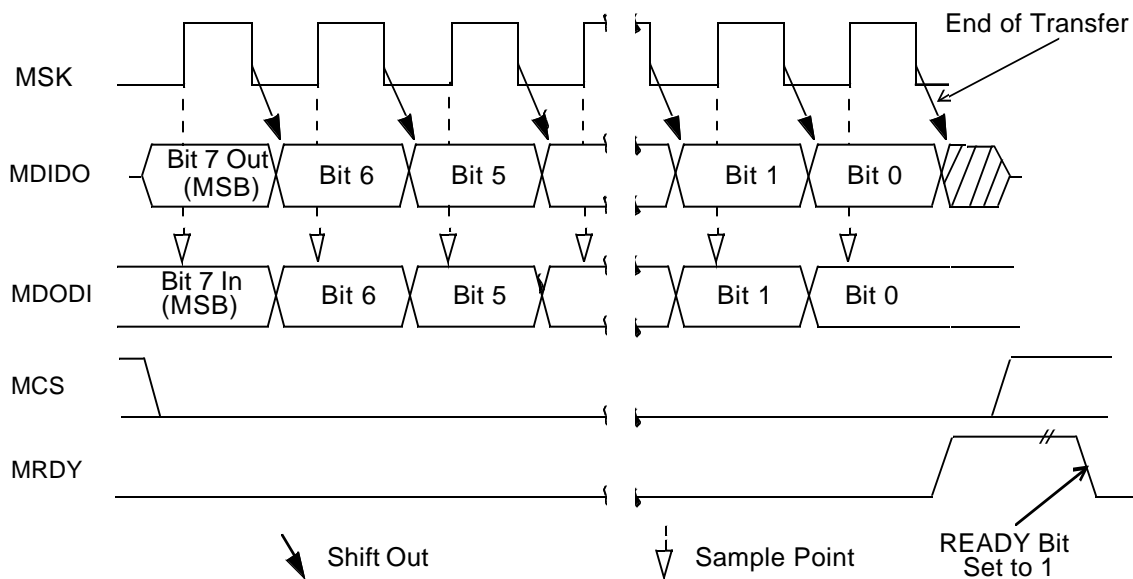 End of Transfer
MSK
MDIDO
Bit 7 Out
(MSB)
Bit 6
Bit 5
Bit 1
Bit 0
MDODI
Bit 7 In
(MSB)
Bit 6
Bit 5
Bit 1
Bit 0
MCS
MRDY
Shift Out
Sample Point
READY Bit
Set to 1